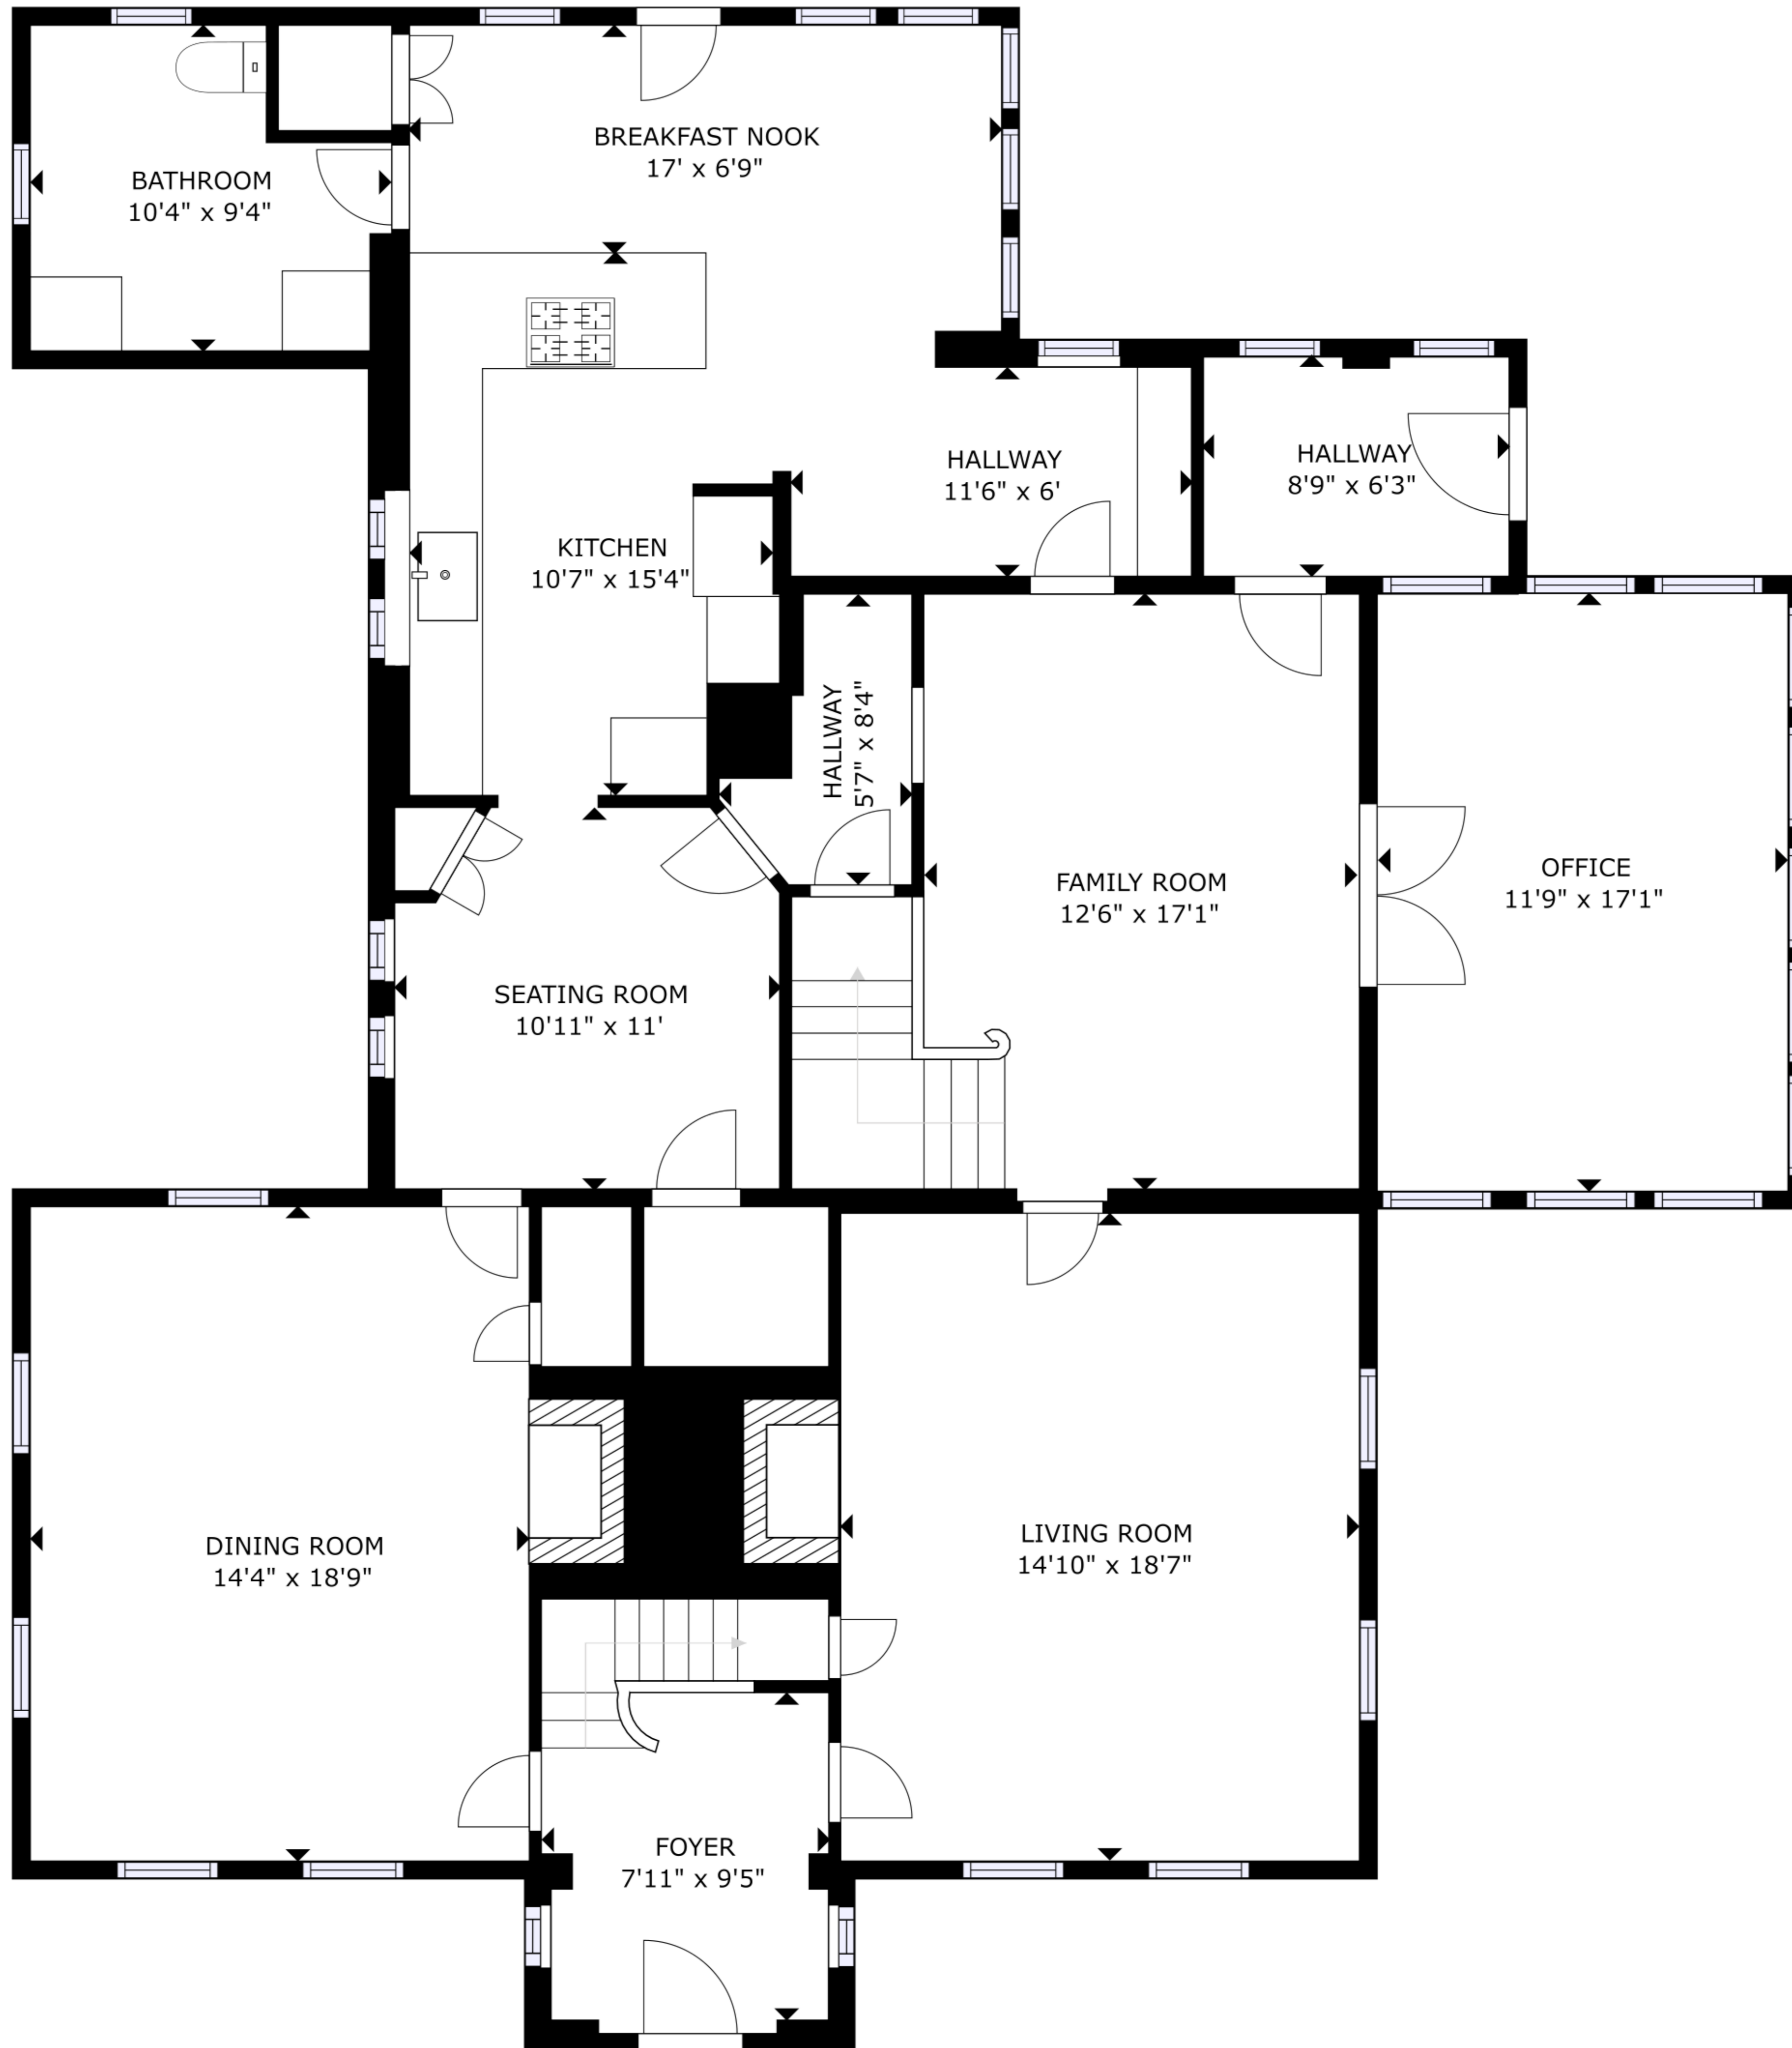 BREAKFAST NOOK
17' x 6'9"
BATHROOM
10'4" x 9'4"
HALLWAY
11'6" x 6'
HALLWAY
8'9" x 6'3"
KITCHEN
10'7" x 15'4"
HALLWAY
5'7" x 8'4"
FAMILY ROOM
12'6" x 17'1"
OFFICE
11'9" x 17'1"
SEATING ROOM
10'11" x 11'
DINING ROOM
14'4" x 18'9"
LIVING ROOM
14'10" x 18'7"
FOYER
7'11" x 9'5"